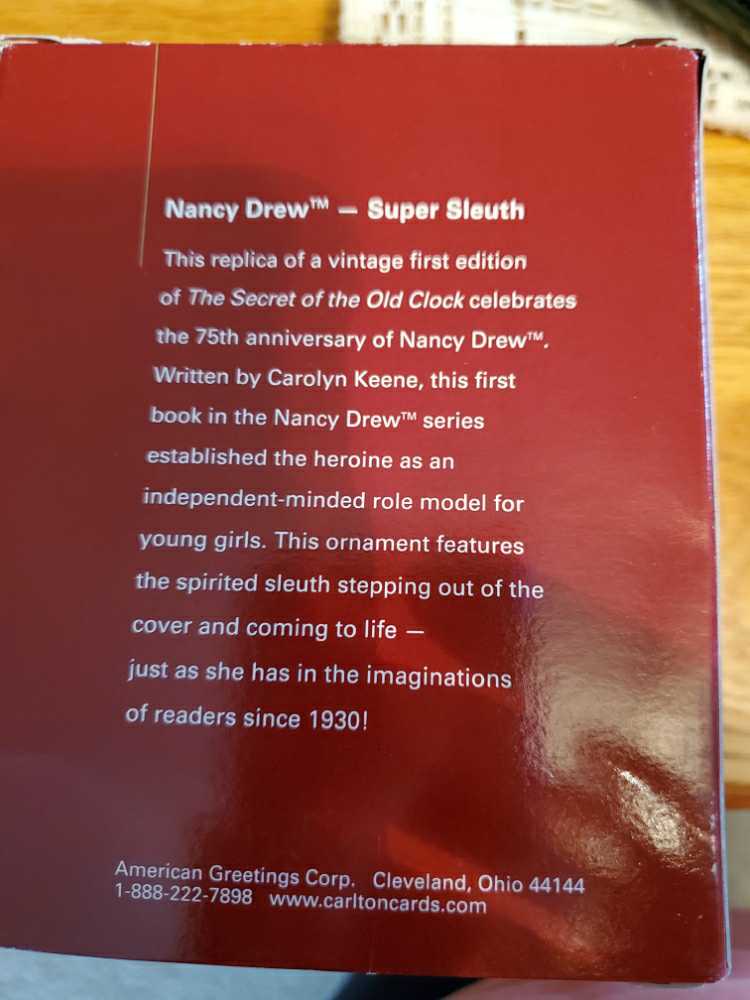 Nancy Drew™ — Super Sleuth
This replica of a vintage first edition
of The Secret of the Old Clock celebrates
the 75th anniversary of Nancy Drew™.
Written by Carolyn Keene, this first
book in the Nancy Drew™ series
established the heroine as an
independent-minded role model for
young girls. This ornament features
the spirited sleuth stepping out of the
cover and coming to life —
just as she has in the imaginations
of readers since 1930!
American Greetings Corp. Cleveland, Ohio 44144
1-888-222-7898 www.carltoncards.com